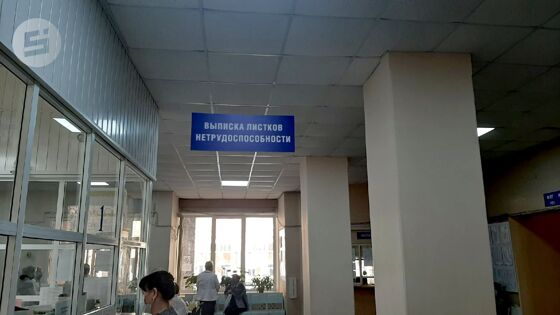 ВЫПИСКА ЛИСТКОВ
НЕТРУДОСПОСОБНОСТИ